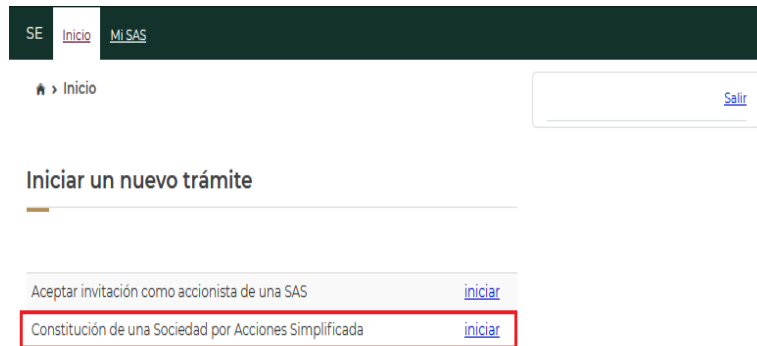 SE Inicio Mi SAS
> Inicio
Salir
Iniciar un nuevo trámite
Aceptar invitación como accionista de una SAS iniciar
Constitución de una Sociedad por Acciones Simplificada iniciar